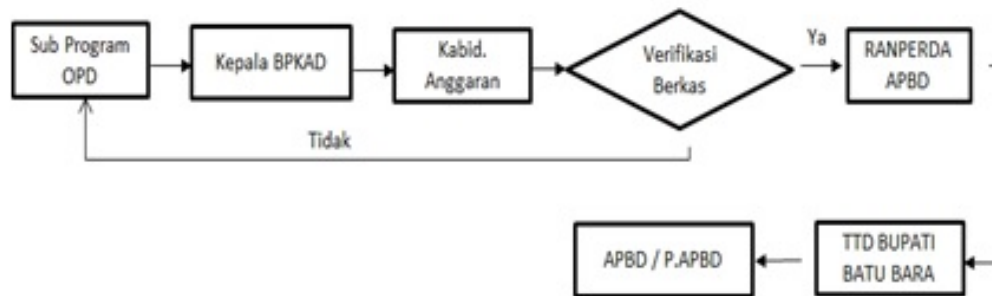 Sub Program
OPD
Kepala BPKAD
Kabid.
Anggaran
Verifikasi
Berkas
Ya
RANPERDA
APBD
Tidak
APBD / P.APBD
TTD BUPATI
BATU BARA